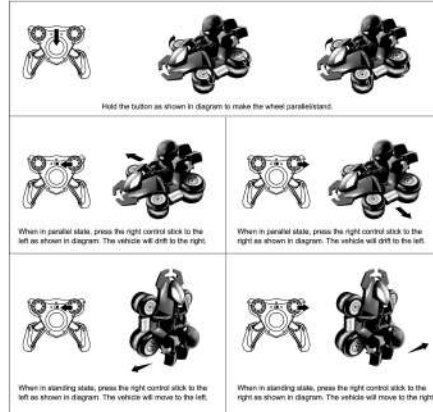 Hold the button as shown in diagram to make the wheel parallel/stand.
When in parallel state, press the right control stick to the
left as shown in diagram. The vehicle will drift to the right.
When in parallel state, press the right control stick to the
right as shown in diagram. The vehicle will drift to the left.
When in standing state, press the right control stick to the
left as shown in diagram. The vehicle will move to the left.
When in standing state, press the right control stick to the
right as shown in diagram. The vehicle will move to the right.